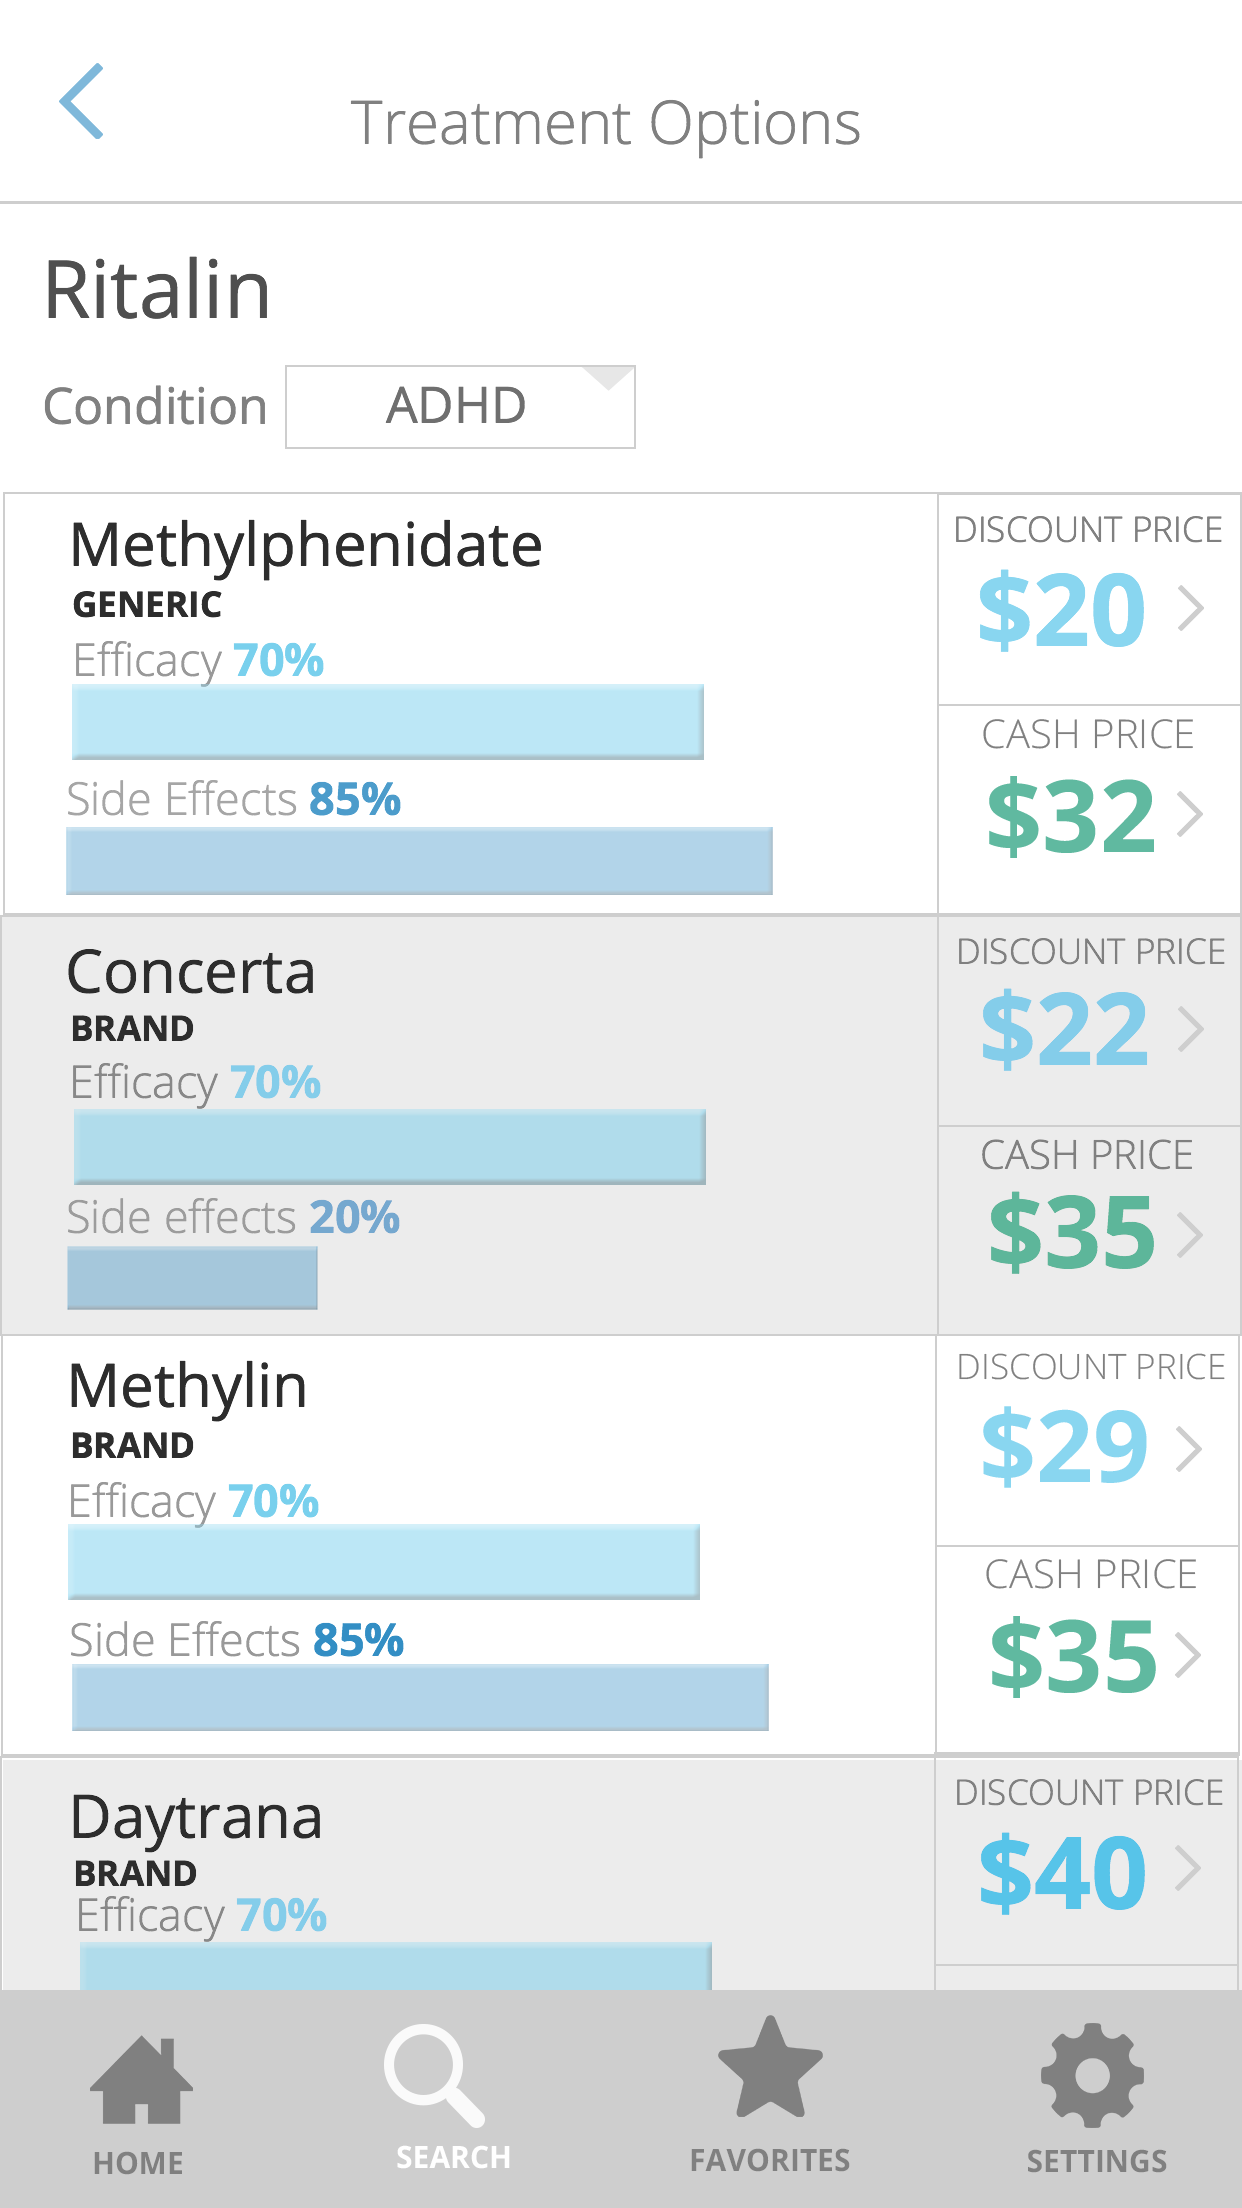 Treatment Options
Ritalin
Condition ADHD
Methylphenidate
GENERIC
Efficacy 70%
Side Effects 85%
DISCOUNT PRICE
$20
CASH PRICE
$32
Concerta
BRAND
Efficacy 70%
Side effects 20%
DISCOUNT PRICE
$22
CASH PRICE
$35
Methylin
BRAND
Efficacy 70%
Side Effects 85%
DISCOUNT PRICE
$29
CASH PRICE
$35
Daytrana
BRAND
Efficacy 70%
DISCOUNT PRICE
$40
HOME
SEARCH
FAVORITES
SETTINGS